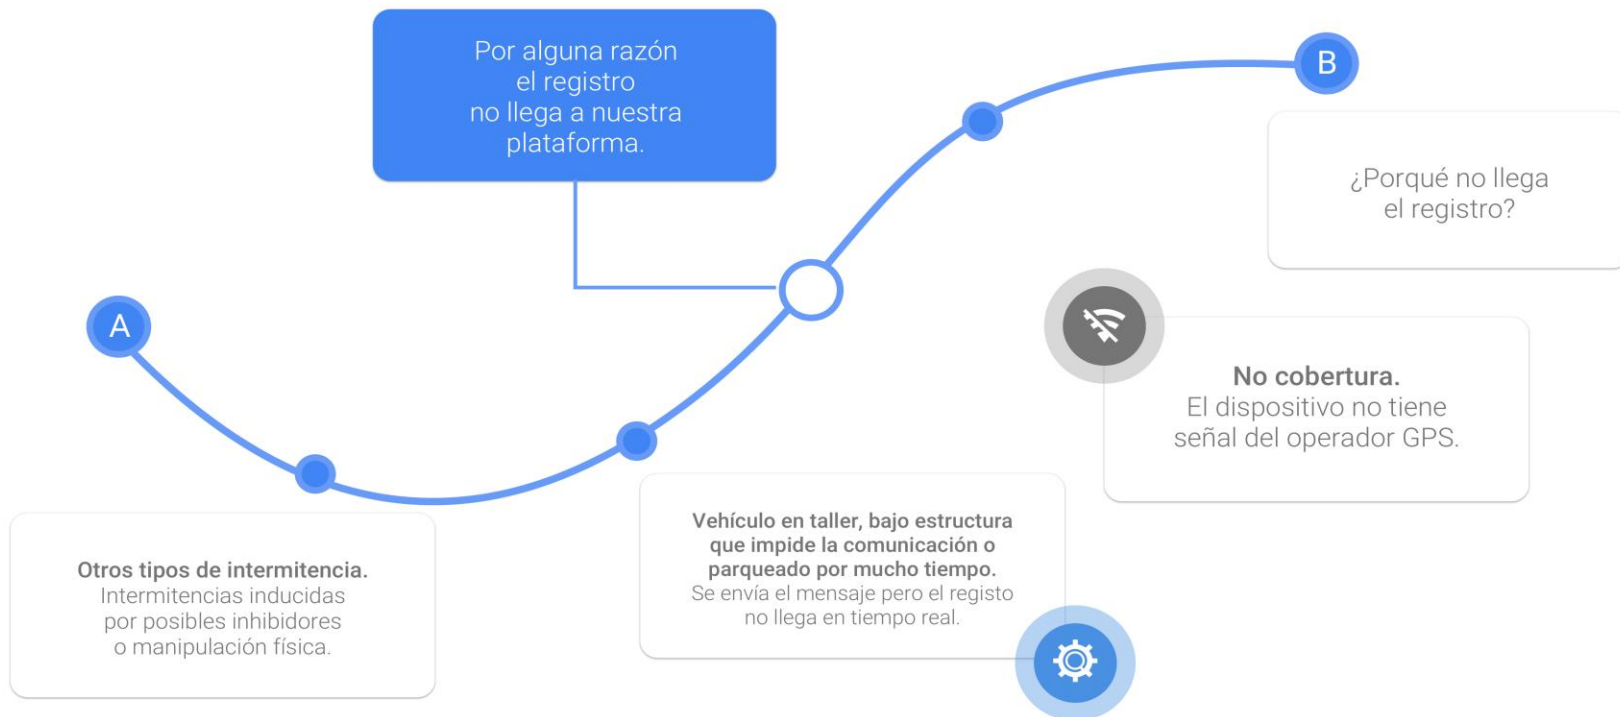 Por alguna razón
el registro
no llega a nuestra
plataforma.
B
¿Porqué no llega
el registro?
A
No cobertura.
El dispositivo no tiene
señal del operador GPS.
Vehículo en taller, bajo estructura
que impide la comunicación o
parqueado por mucho tiempo.
Se envía el mensaje pero el registo
no llega en tiempo real.
Otros tipos de intermitencia.
Intermitencias inducidas
por posibles inhibidores
o manipulación física.